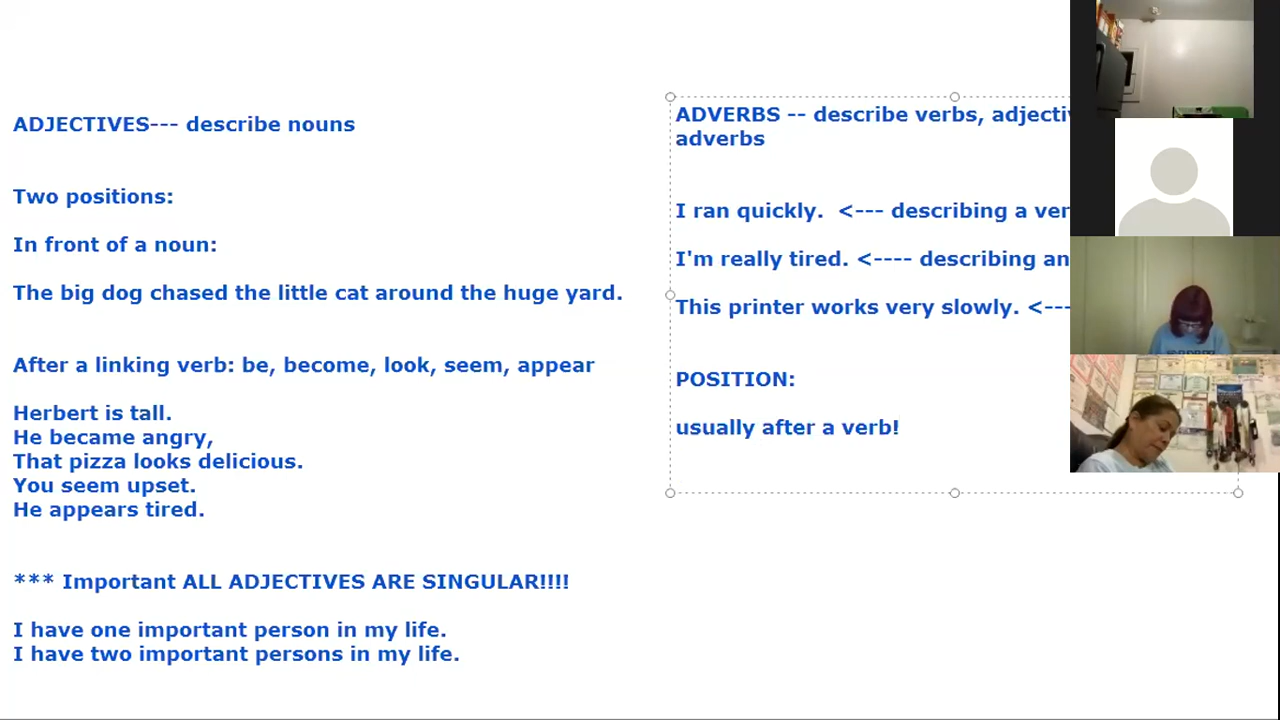 ADJECTIVES--- describe nouns
Two positions:
In front of a noun:
The big dog chased the little cat around the huge yard.
After a linking verb: be, become, look, seem, appear
Herbert is tall.
He became angry,
That pizza looks delicious.
You seem upset.
He appears tired.
*** Important ALL ADJECTIVES ARE SINGULAR!!!!
I have one important person in my life.
I have two important persons in my life.
ADVERBS -- describe verbs,
adverbs
I ran quickly. <--- describing a
I'm really tired. <---- describing an
This printer works very slowly. <---
POSITION:
usually after a verb!